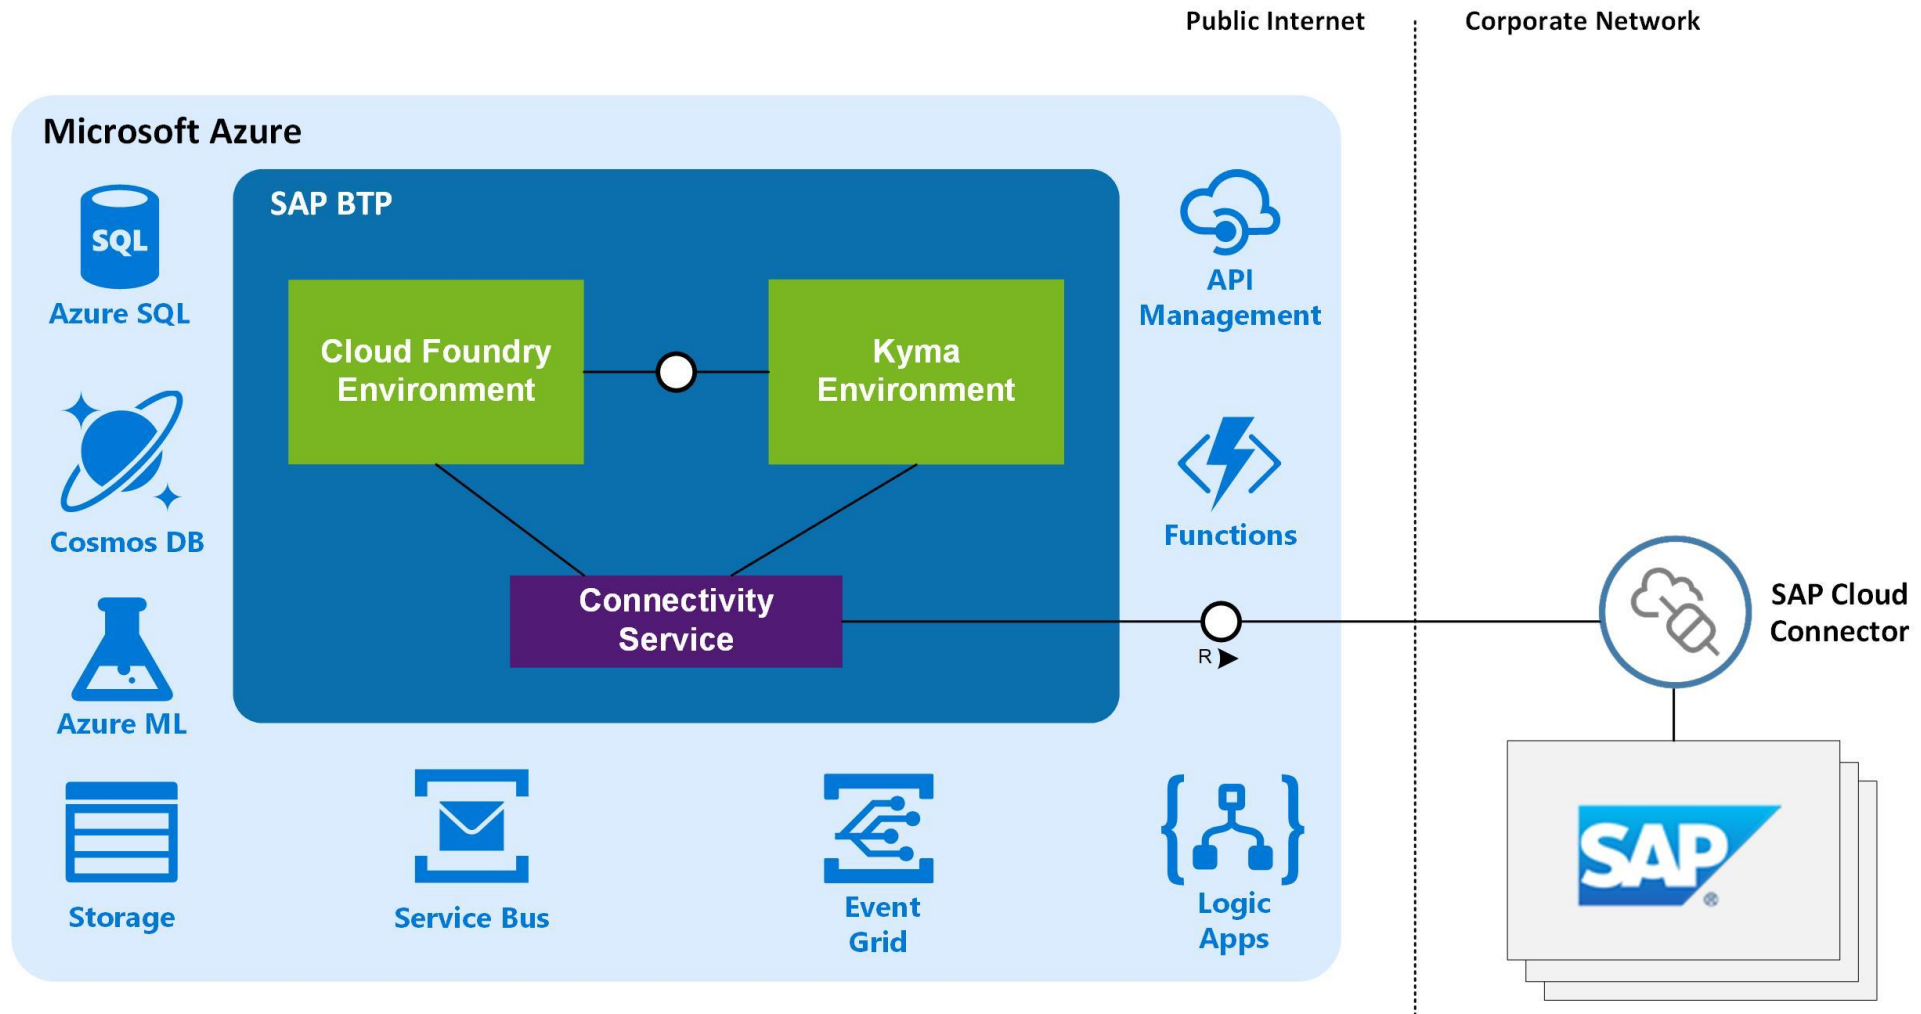 Public Internet
Corporate Network
Microsoft Azure
SAP BTP
SQL
Azure SQL
Cloud Foundry
Environment
Kyma
Environment
API
Management
Cosmos DB
Functions
Connectivity
Service
R
SAP Cloud
Connector
Azure ML
Storage
Service Bus
Event
Grid
Logic
Apps
SAP
®